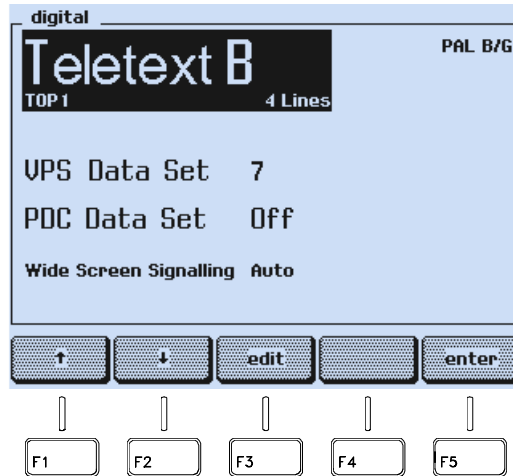 digital
Teletext B PAL B/G
TOP1 4 Lines
VPS Data Set 7
PDC Data Set Off
Wide Screen Signalling Auto
↑ ↓ edit enter
F1 F2 F3 F4 F5